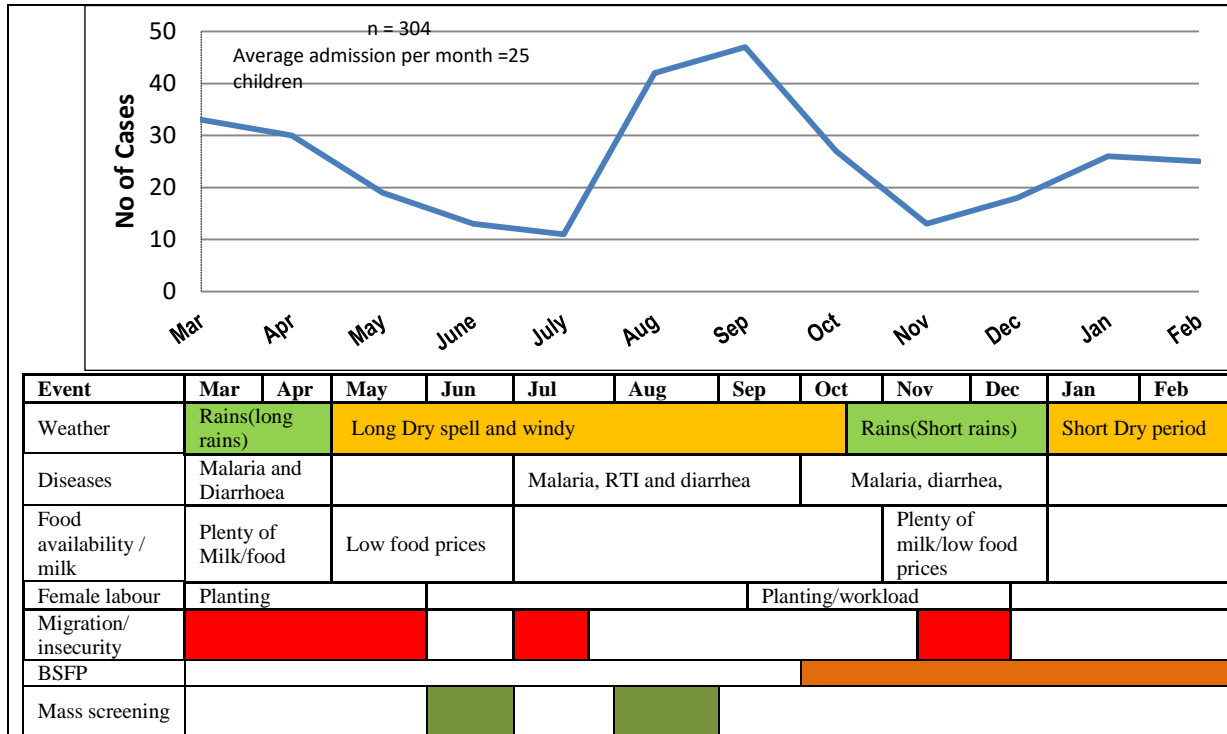 n = 304
Average admission per month =25
children
50
40
30
20
10
0
No of Cases
Mar Apr May June July Aug Sep Oct Nov Dec Jan Feb
Event Mar Apr May Jun Jul Aug Sep Oct Nov Dec Jan Feb
Weather
Rains(long
rains)
Long Dry spell and windy
Rains(Short rains)
Short Dry period
Diseases
Malaria and
Diarrhoea
Malaria, RTI and diarrhea
Malaria, diarrhea,
Food
availability /
milk
Plenty of
Milk/food
Low food prices
Plenty of
milk/low food
prices
Female labour
Planting
Planting/workload
Migration/
insecurity
BSFP
Mass screening